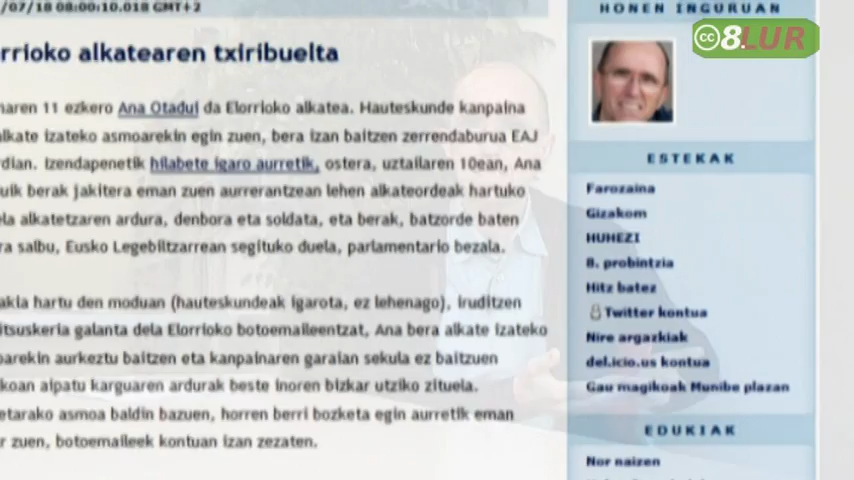 /07/18 08:00:10.018 GMT+2
rrioko alkatearen txiribuelta
naren 11 ezkero Ana Otadui da Elorrioko alkatea. Hauteskunde kanpaina
alkate izateko asmoarekin egin zuen, bera izan baitzen zerrendaburua EAJ
rdian. Izendapenetik hilabete igaro aurretik, ostera, uztailaren 10ean, Ana
uik berak jakitera eman zuen aurrerantzean lehen alkateordeak hartuko
ela alkatetzaren ardura, denbora eta soldata, eta berak, batzorde baten
ra salbu, Eusko Legebiltzarrean segituko duela, parlamentario bezala.
akia hartu den moduan (hauteskundeak igarota, ez lehenago), iruditzen
itsuskeria galanta dela Elorrioko botoemaileentzat, Ana bera alkate izateko
oarekin aurkeztu baitzen eta kanpainaren garaian sekula ez baitzuen
koan aipatu karguaren ardurak beste inoren bizkar utziko zituela.
etarako asmoa baldin bazuen, horren berri bozketa egin aurretik eman
r zuen, botoemaileek kontuan izan zezaten.
HONEN INGURUAN
cc 8.LUR
ESTEKAK
Farozaina
Gizakom
HUHEZI
8. probintzia
Hitz batez
Twitter kontua
Nire argazkiak
del.icio.us kontua
Gau magikoak Munibe plazan
EDUKIAK
Nor naizen